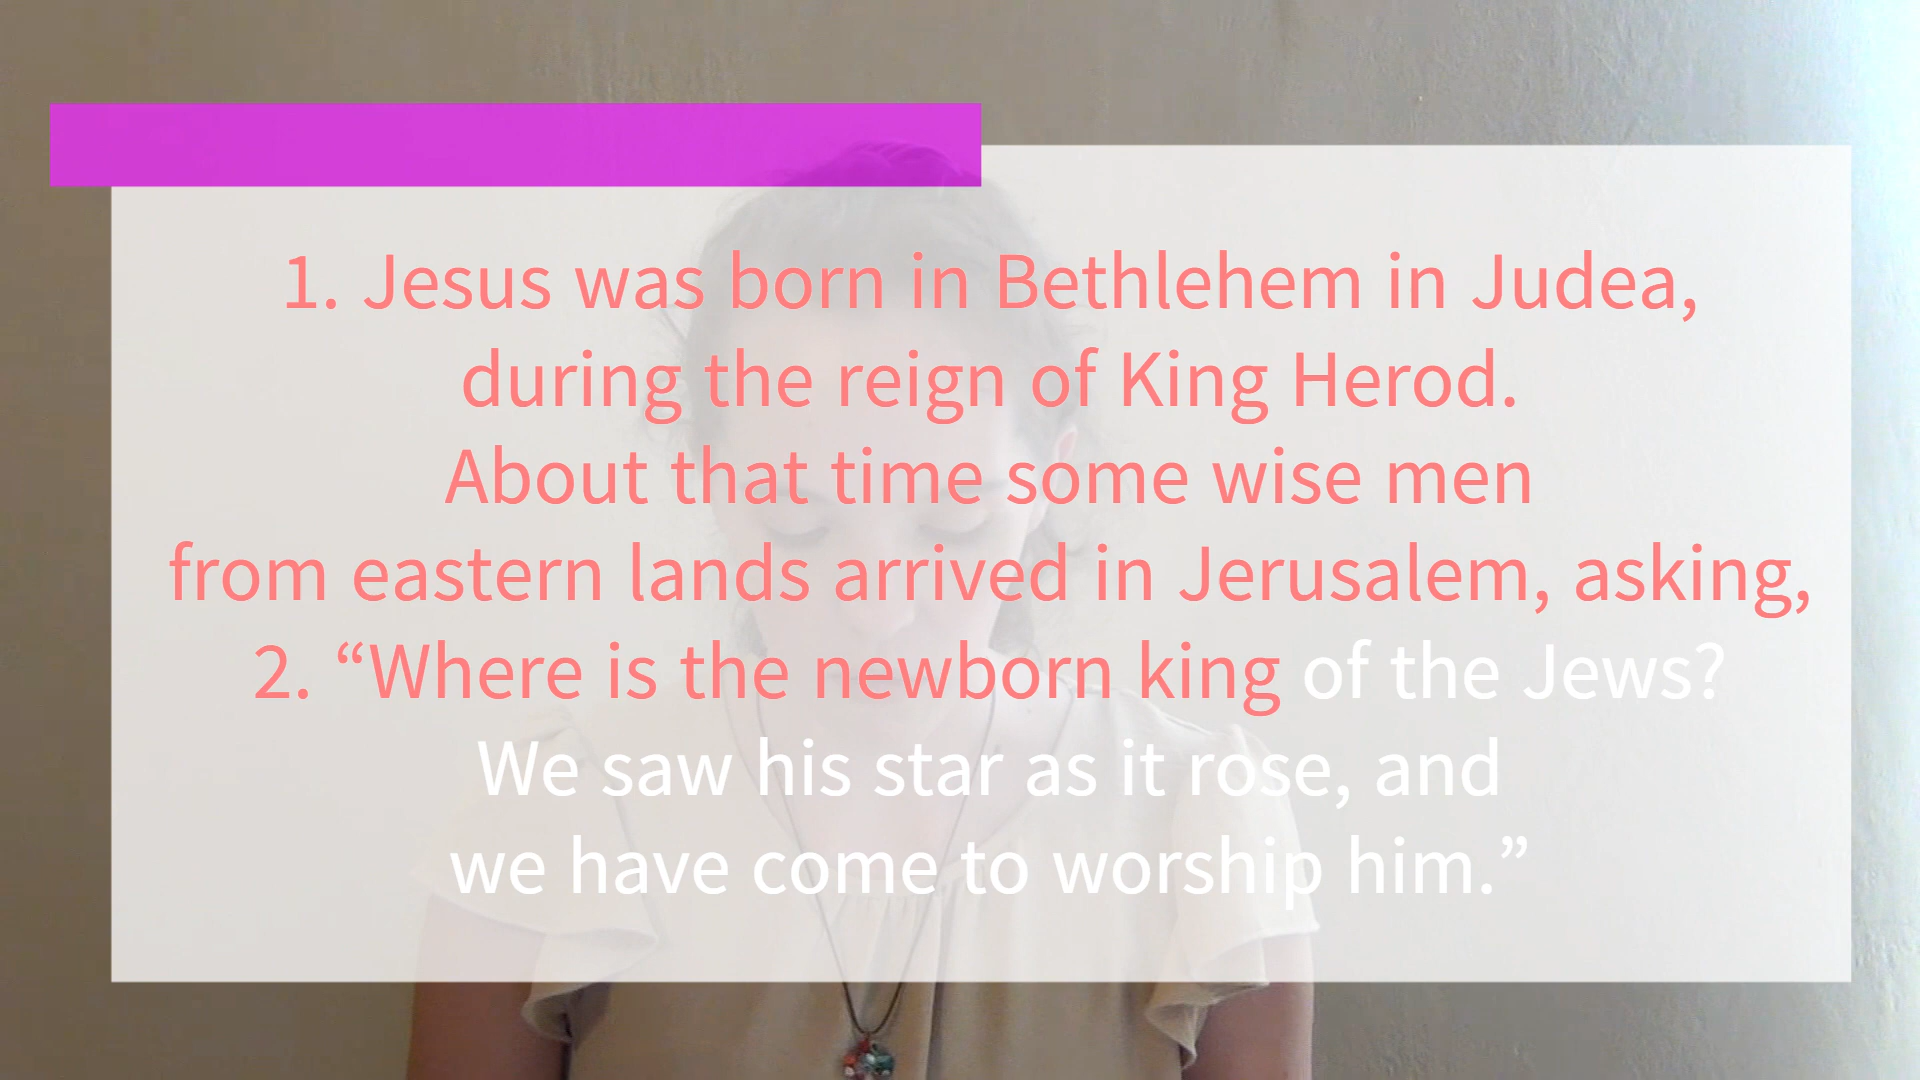 1. Jesus was born in Bethlehem in Judea,
during the reign of King Herod.
About that time some wise men
from eastern lands arrived in Jerusalem, asking,
2. “Where is the newborn king of the Jews?
We saw his star as it rose, and
we have come to worship him.”